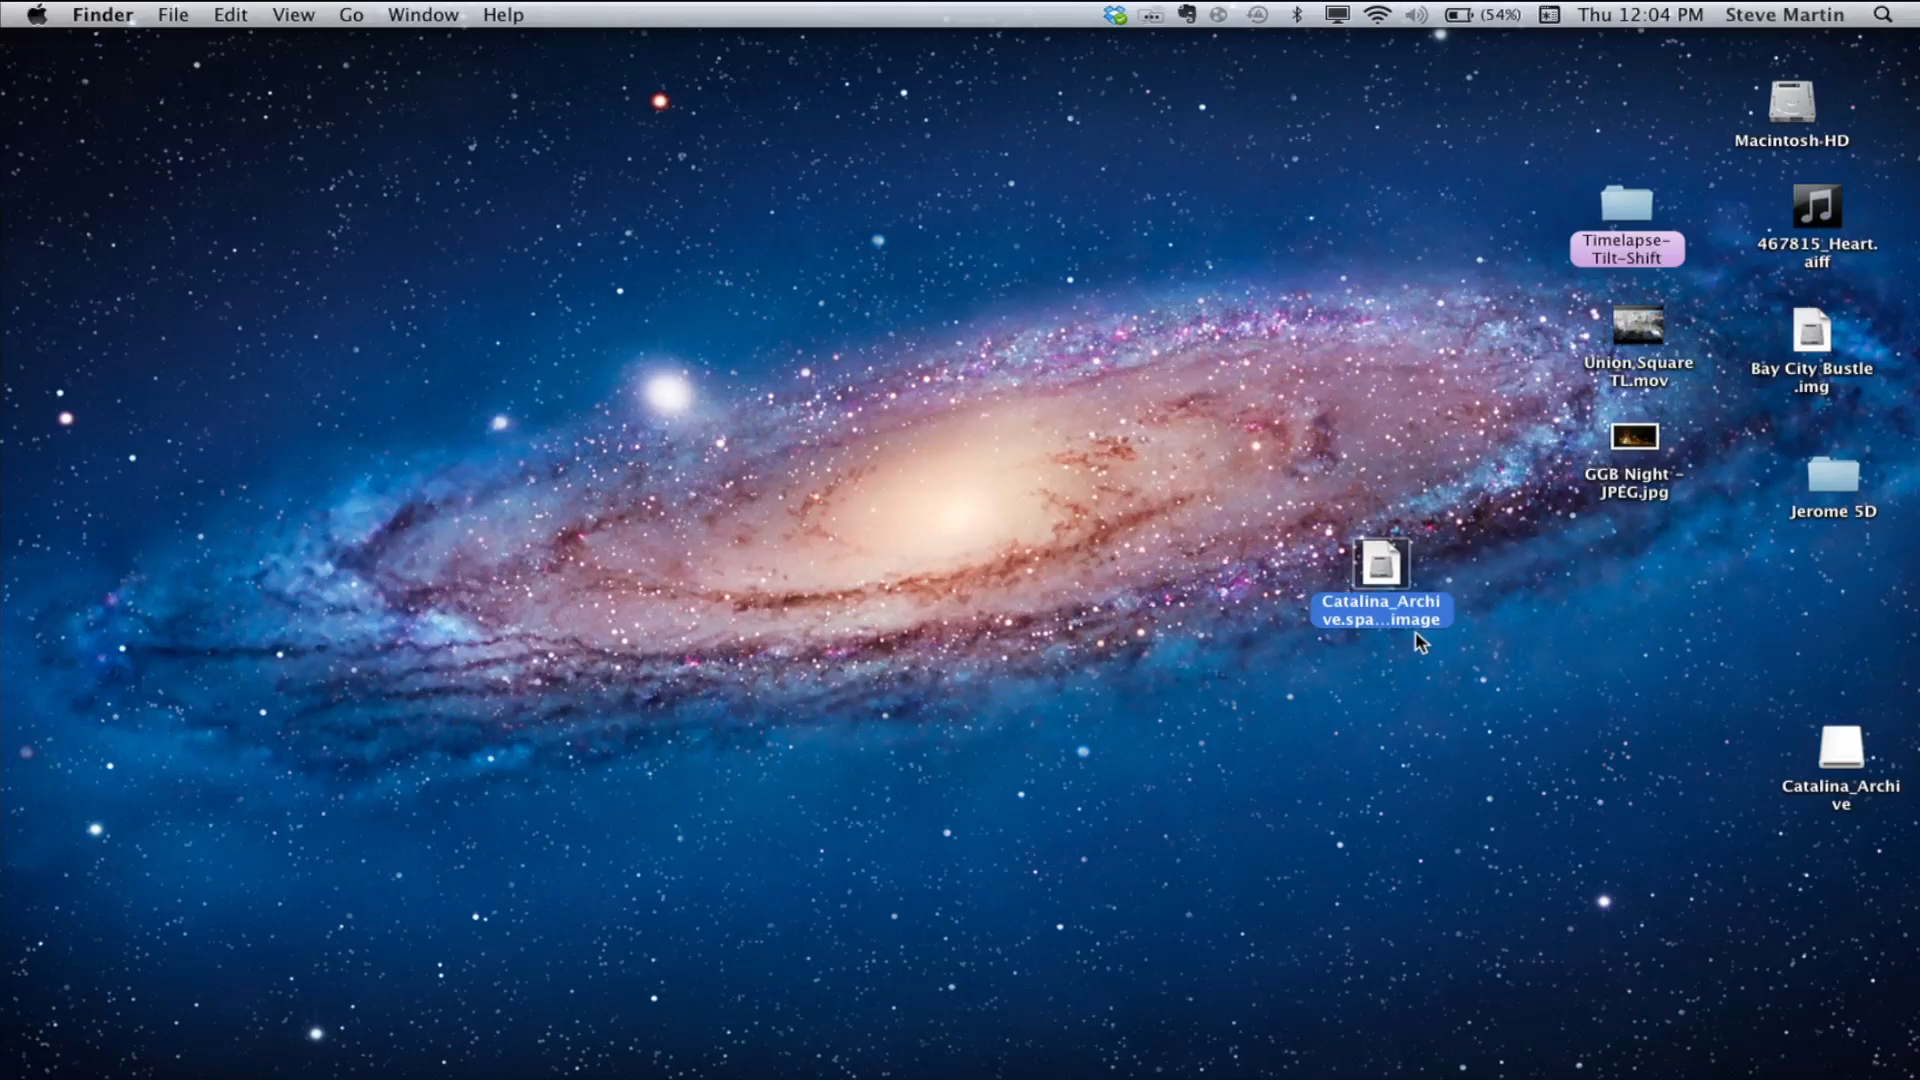 Finder File Edit View Go Window Help (54%) Thu 12:04 PM Steve Martin
Macintosh HD
Timelapse-
Tilt-Shift
467815_Heart.
aiff
Union Square
TL.mov
Bay City Bustle
.img
GGB Night -
JPEG.jpg
Jerome 5D
Catalina_Archi
ve.spa...image
Catalina_Archi
ve